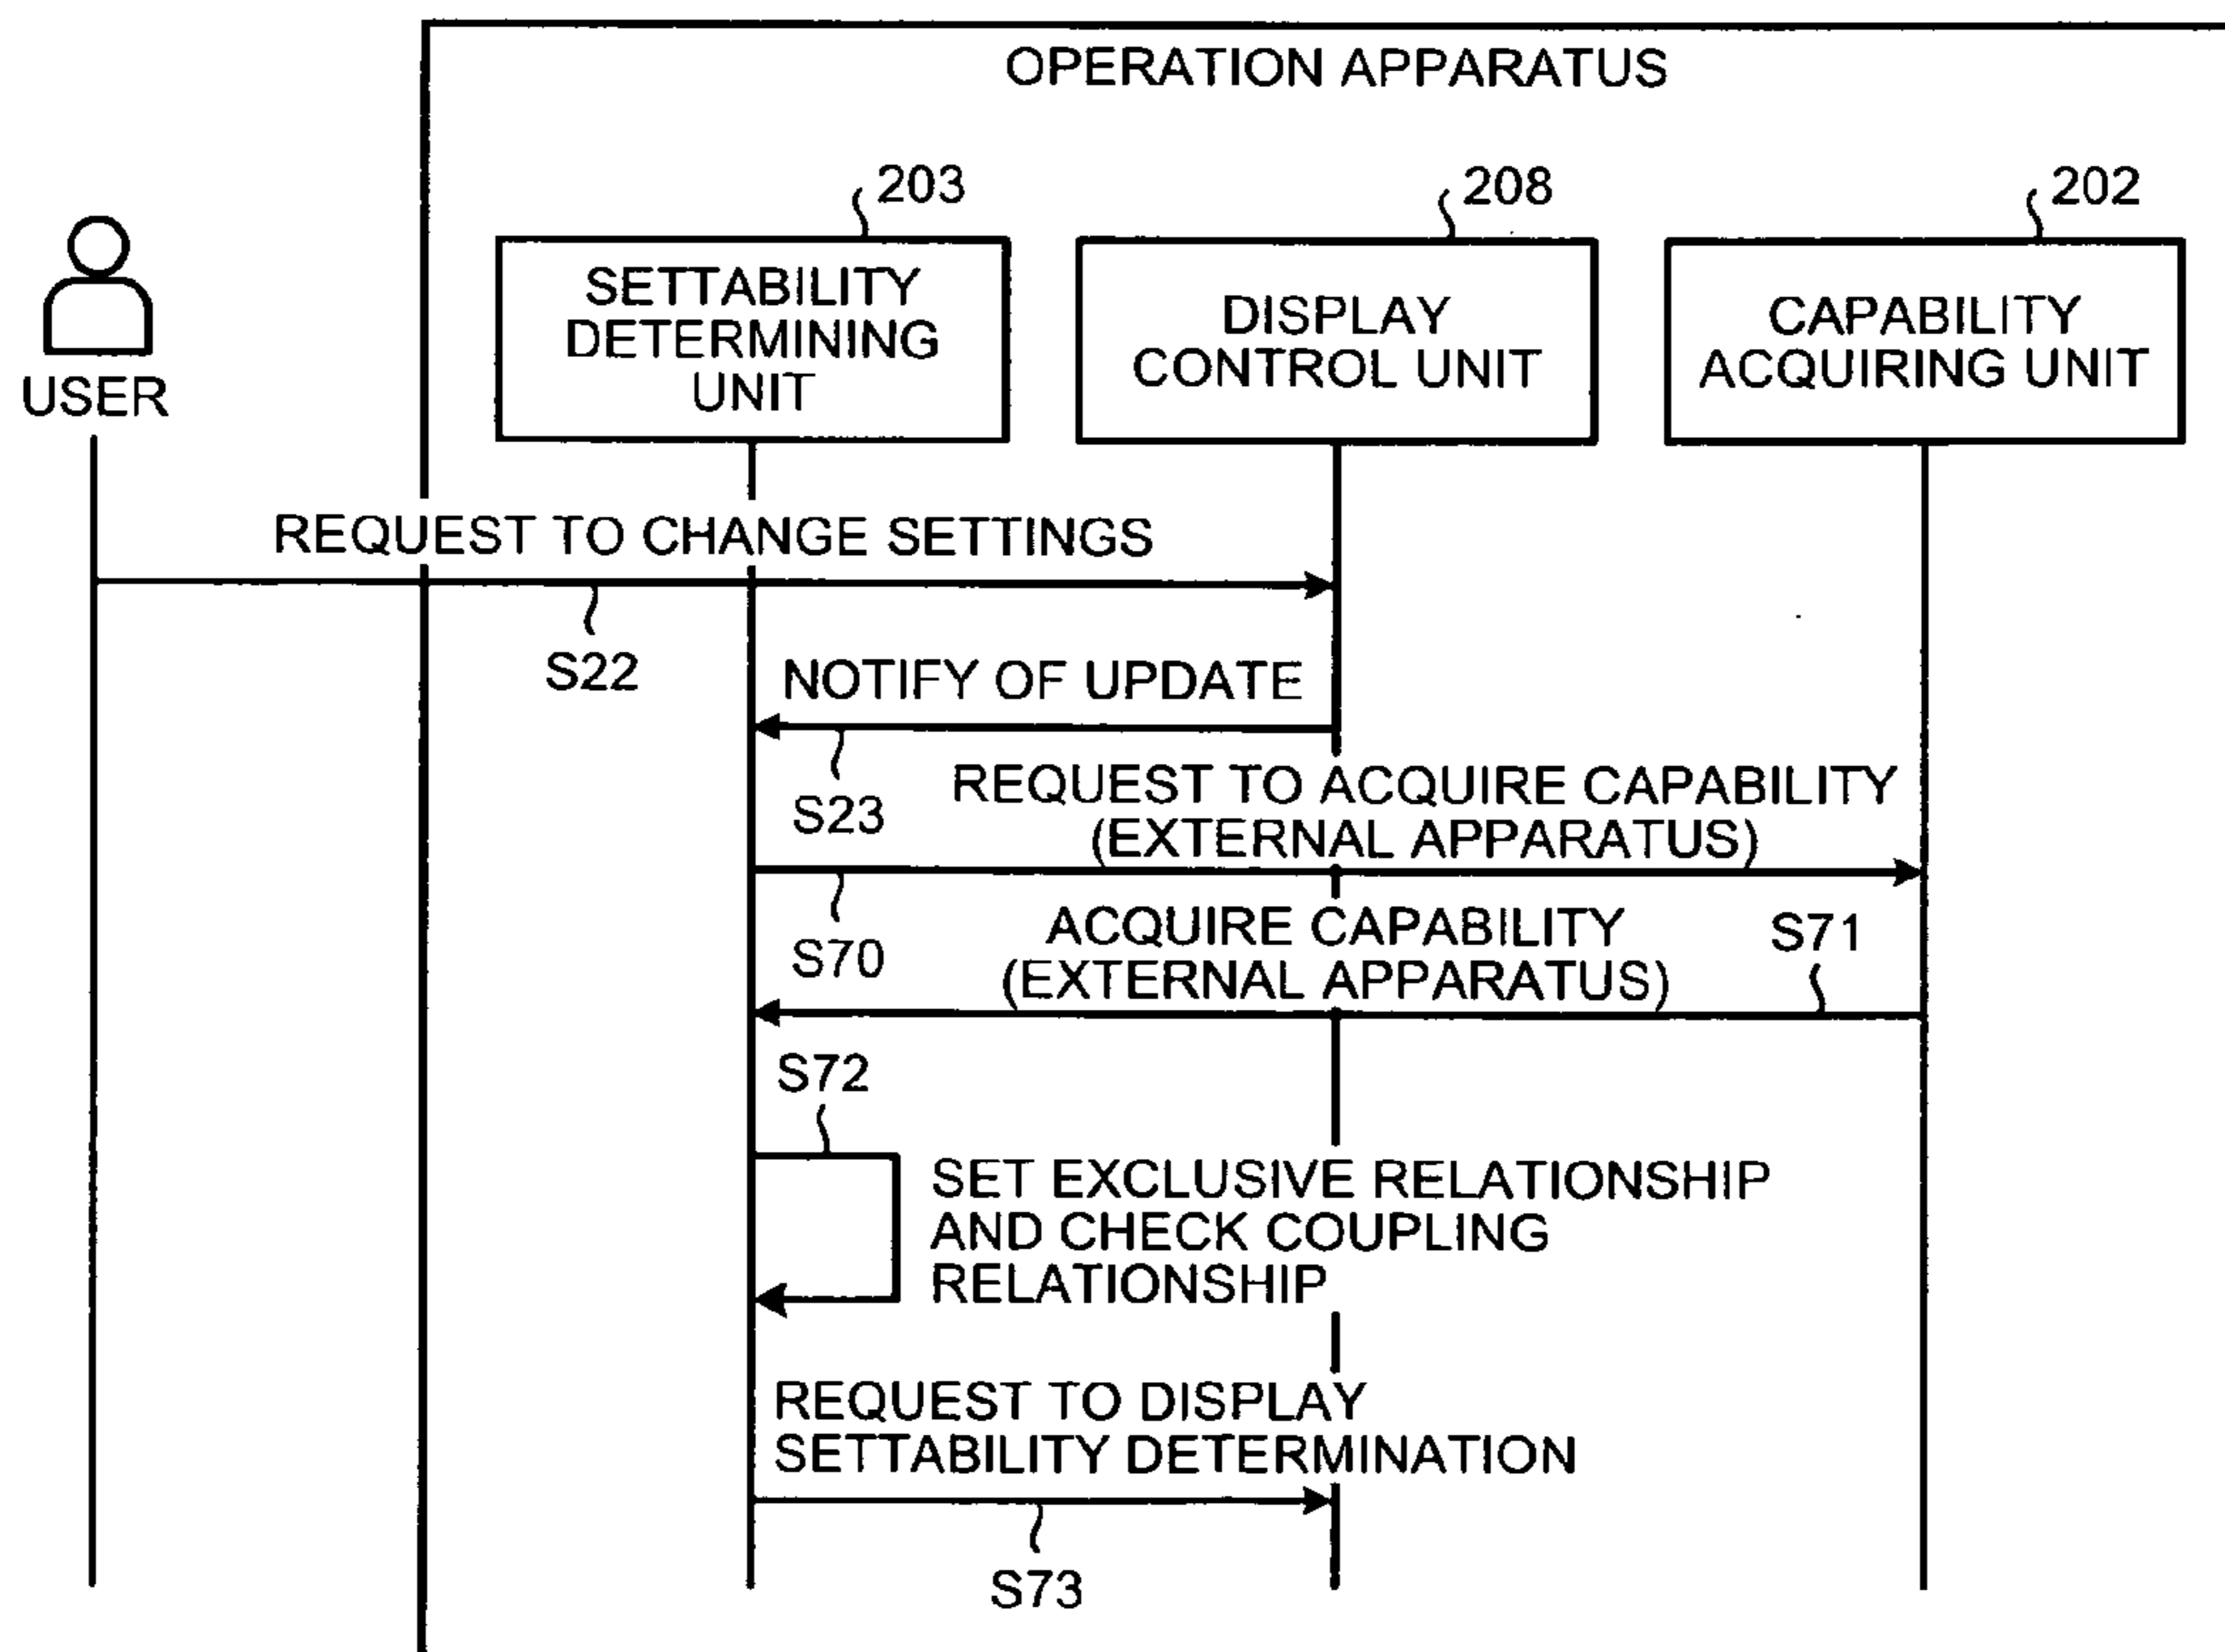 OPERATION APPARATUS
203
208
202
USER
SETTABILITY
DETERMINING
UNIT
DISPLAY
CONTROL UNIT
CAPABILITY
ACQUIRING UNIT
REQUEST TO CHANGE SETTINGS
S22
NOTIFY OF UPDATE
S23
REQUEST TO ACQUIRE CAPABILITY
(EXTERNAL APPARATUS)
S70
ACQUIRE CAPABILITY
(EXTERNAL APPARATUS)
S71
S72
SET EXCLUSIVE RELATIONSHIP
AND CHECK COUPLING
RELATIONSHIP
REQUEST TO DISPLAY
SETTABILITY DETERMINATION
S73